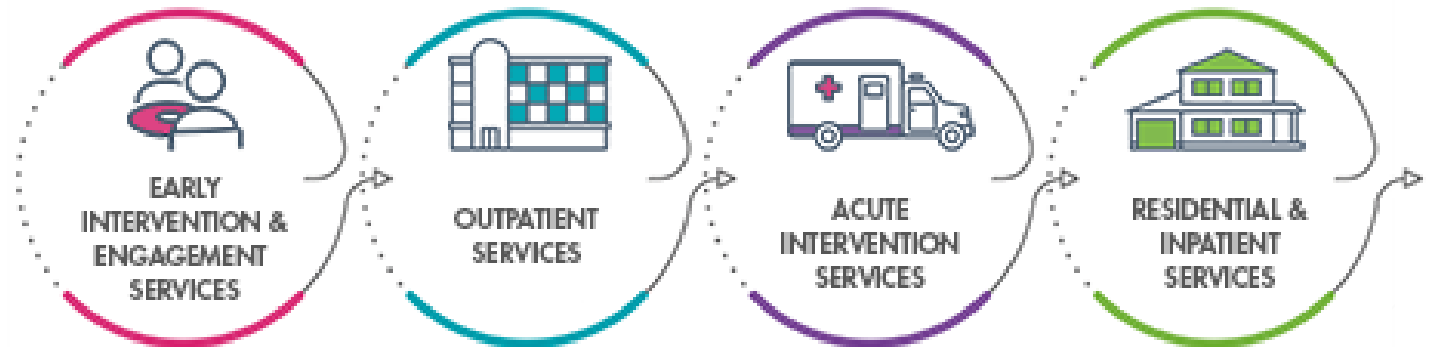 EARLY
INTERVENTION &
ENGAGEMENT
SERVICES
OUTPATIENT
SERVICES
ACUTE
INTERVENTION
SERVICES
RESIDENTIAL &
INPATIENT
SERVICES